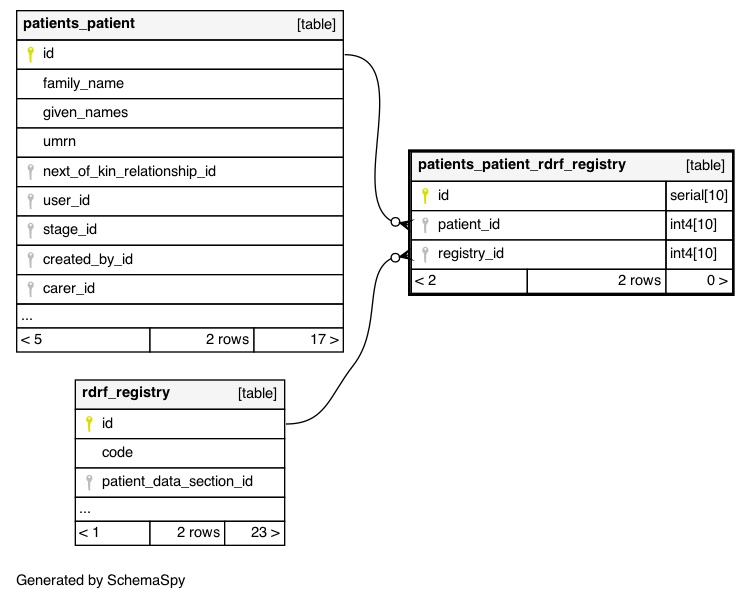 patients_patient [table]
id
family_name
given_names
umrn
next_of_kin_relationship_id
user_id
stage_id
created_by_id
carer_id
...
< 5 2 rows 17 >
patients_patient_rdrf_registry [table]
id serial[10]
patient_id int4[10]
registry_id int4[10]
< 2 2 rows 0 >
rdrf_registry [table]
id
code
patient_data_section_id
...
< 1 2 rows 23 >
Generated by SchemaSpy